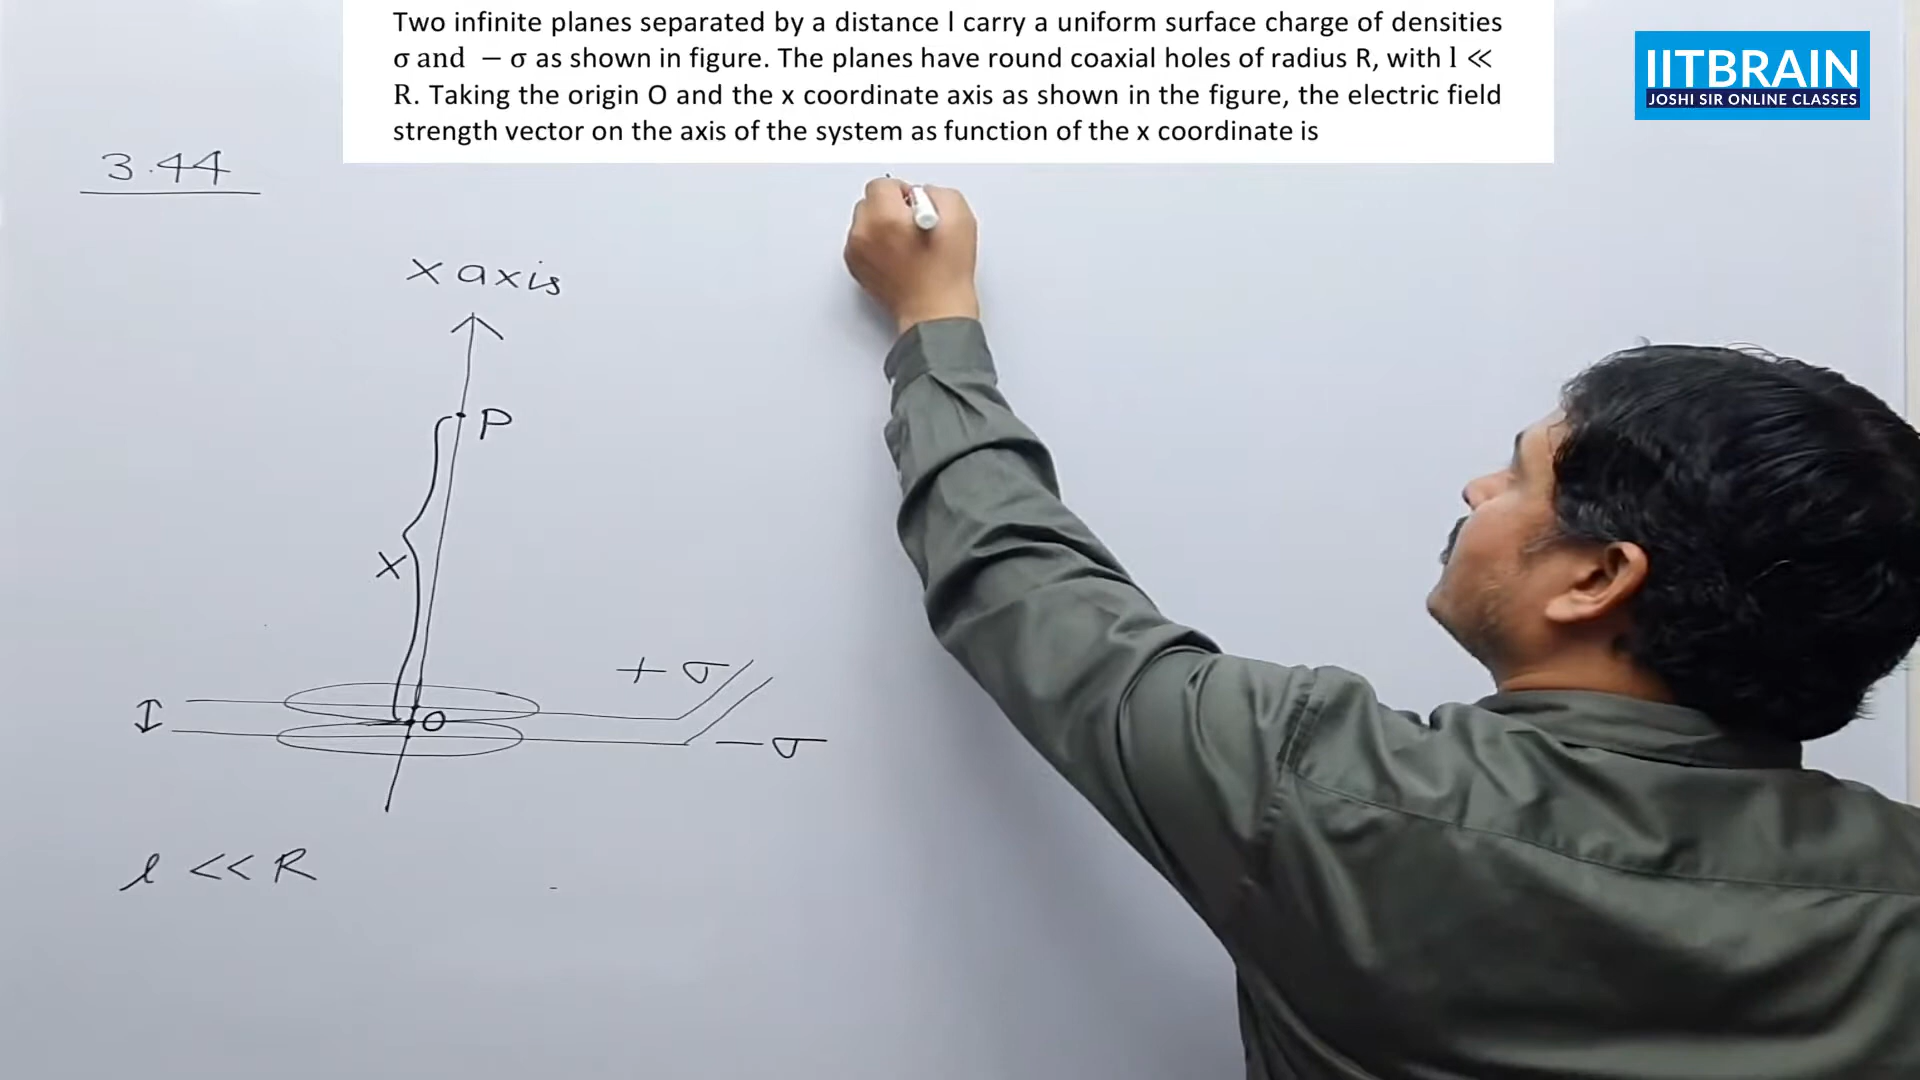 Two infinite planes separated by a distance l carry a uniform surface charge of densities
σ and − σ as shown in figure. The planes have round coaxial holes of radius R, with l ≪
R. Taking the origin O and the x coordinate axis as shown in the figure, the electric field
strength vector on the axis of the system as function of the x coordinate is
IITBRAIN
JOSHI SIR ONLINE CLASSES
3.44
x axis
P
x
+ σ
O
− σ
l << R